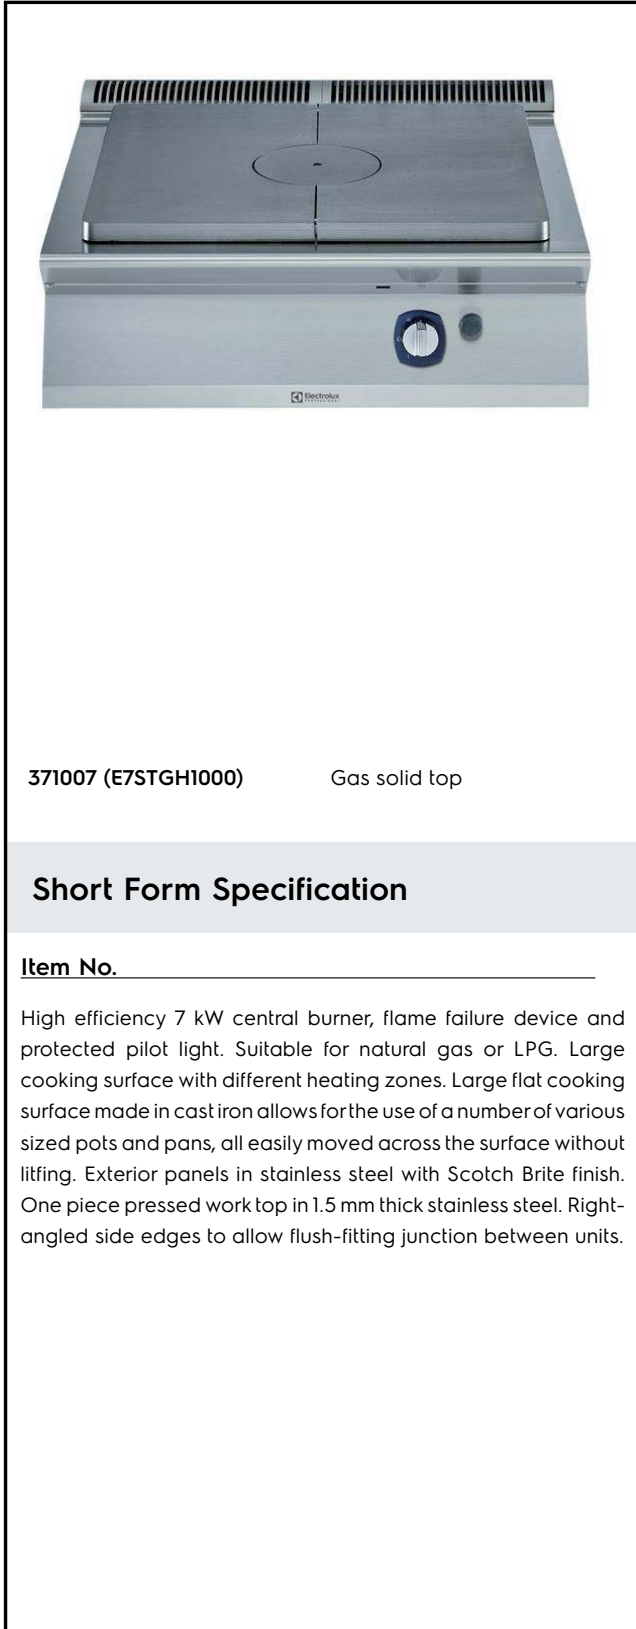 Electrolux
PROFESSIONAL
371007 (E7STGH1000) Gas solid top
Short Form Specification
Item No.
High efficiency 7 kW central burner, flame failure device and
protected pilot light. Suitable for natural gas or LPG. Large
cooking surface with different heating zones. Large flat cooking
surface made in cast iron allows for the use of a number of various
sized pots and pans, all easily moved across the surface without
litfing. Exterior panels in stainless steel with Scotch Brite finish.
One piece pressed work top in 1.5 mm thick stainless steel. Right-
angled side edges to allow flush-fitting junction between units.